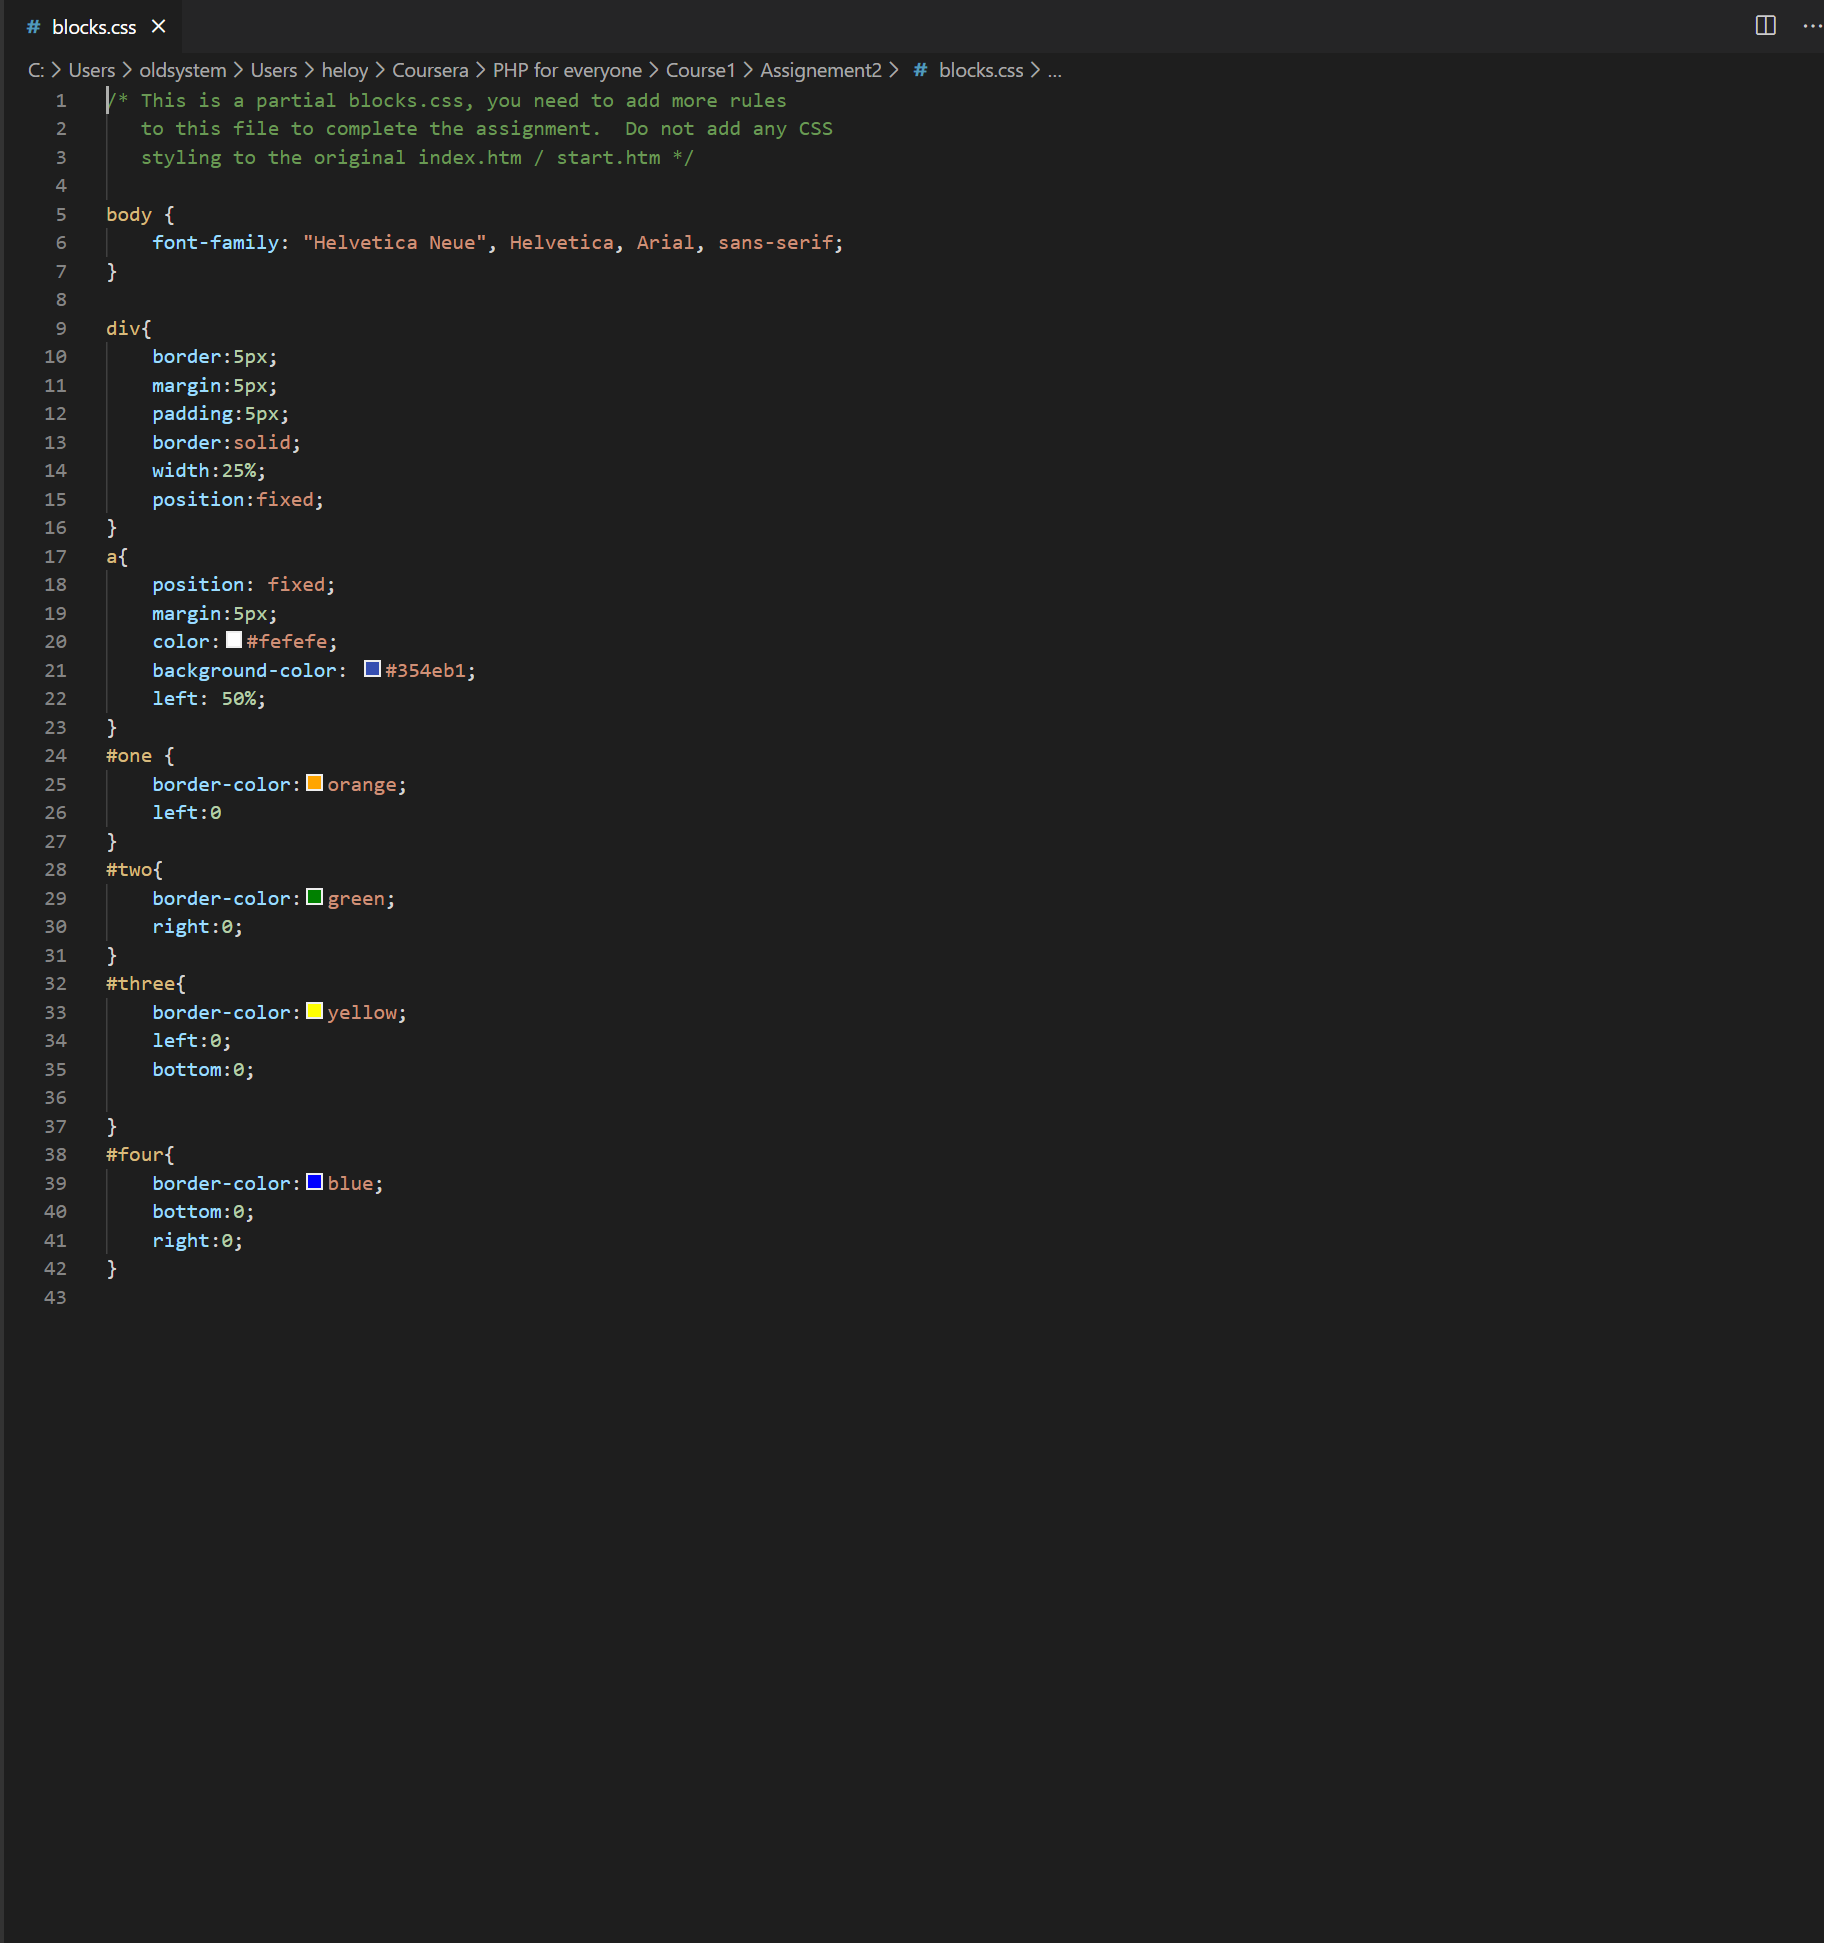 # blocks.css ×
C: > Users > oldsystem > Users > heloy > Coursera > PHP for everyone > Course1 > Assignement2 > # blocks.css > ...
1 /* This is a partial blocks.css, you need to add more rules
2 to this file to complete the assignment.  Do not add any CSS
3 styling to the original index.htm / start.htm */
4
5 body {
6 font-family: "Helvetica Neue", Helvetica, Arial, sans-serif;
7 }
8
9 div{
10 border:5px;
11 margin:5px;
12 padding:5px;
13 border:solid;
14 width:25%;
15 position:fixed;
16 }
17 a{
18 position: fixed;
19 margin:5px;
20 color:#fefefe;
21 background-color: #354eb1;
22 left: 50%;
23 }
24 #one {
25 border-color:orange;
26 left:0
27 }
28 #two{
29 border-color:green;
30 right:0;
31 }
32 #three{
33 border-color:yellow;
34 left:0;
35 bottom:0;
36
37 }
38 #four{
39 border-color:blue;
40 bottom:0;
41 right:0;
42 }
43